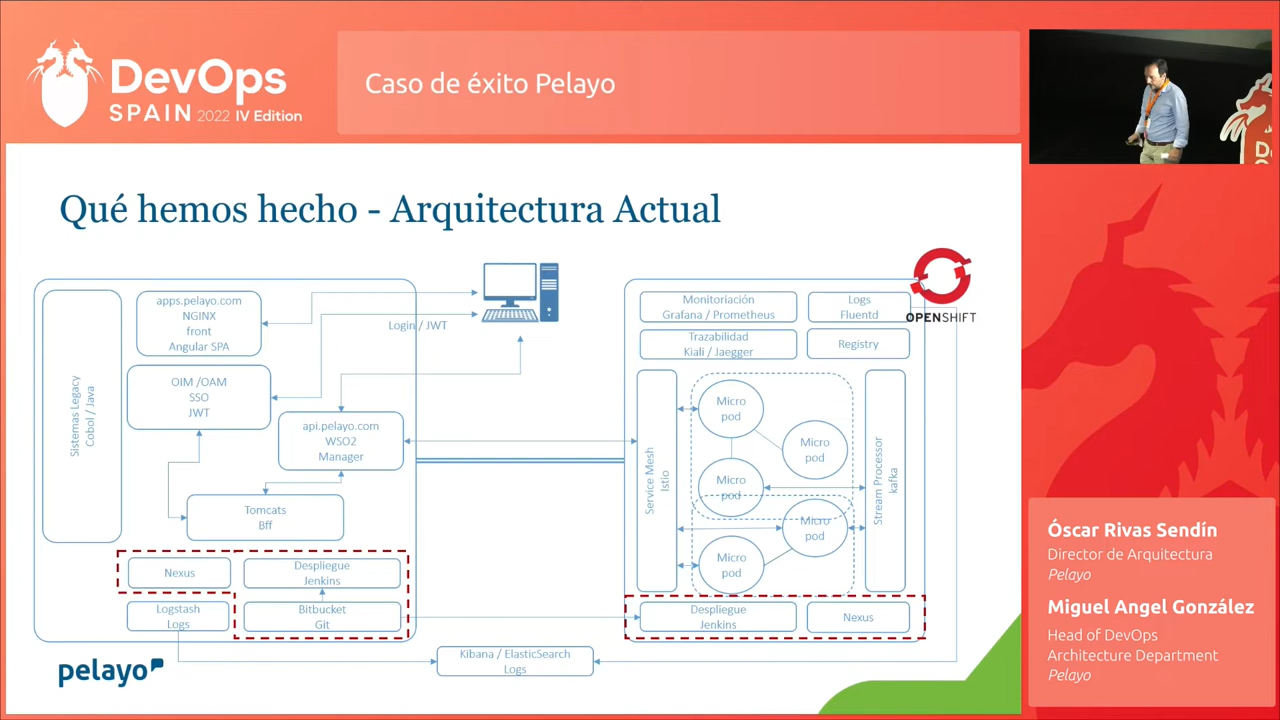 DevOps
SPAIN 2022 IV Edition
Caso de éxito Pelayo
Qué hemos hecho - Arquitectura Actual
Sistemas Legacy
Cobol / Java
apps.pelayo.com
NGINX
front
Angular SPA
OIM /OAM
SSO
JWT
Login / JWT
api.pelayo.com
WSO2
Manager
Tomcats
Bff
Nexus
Despliegue
Jenkins
Logstash
Logs
Bitbucket
Git
Kibana / ElasticSearch
Logs
OPENSHIFT
Monitoriación
Grafana / Prometheus
Logs
Fluentd
Trazabilidad
Kiali / Jaegger
Registry
Service Mesh
Istio
Micro
pod
Micro
pod
Micro
pod
Micro
pod
Micro
pod
Stream Processor
kafka
Despliegue
Jenkins
Nexus
pelayo
Óscar Rivas Sendín
Director de Arquitectura
Pelayo
Miguel Angel González
Head of DevOps
Architecture Department
Pelayo